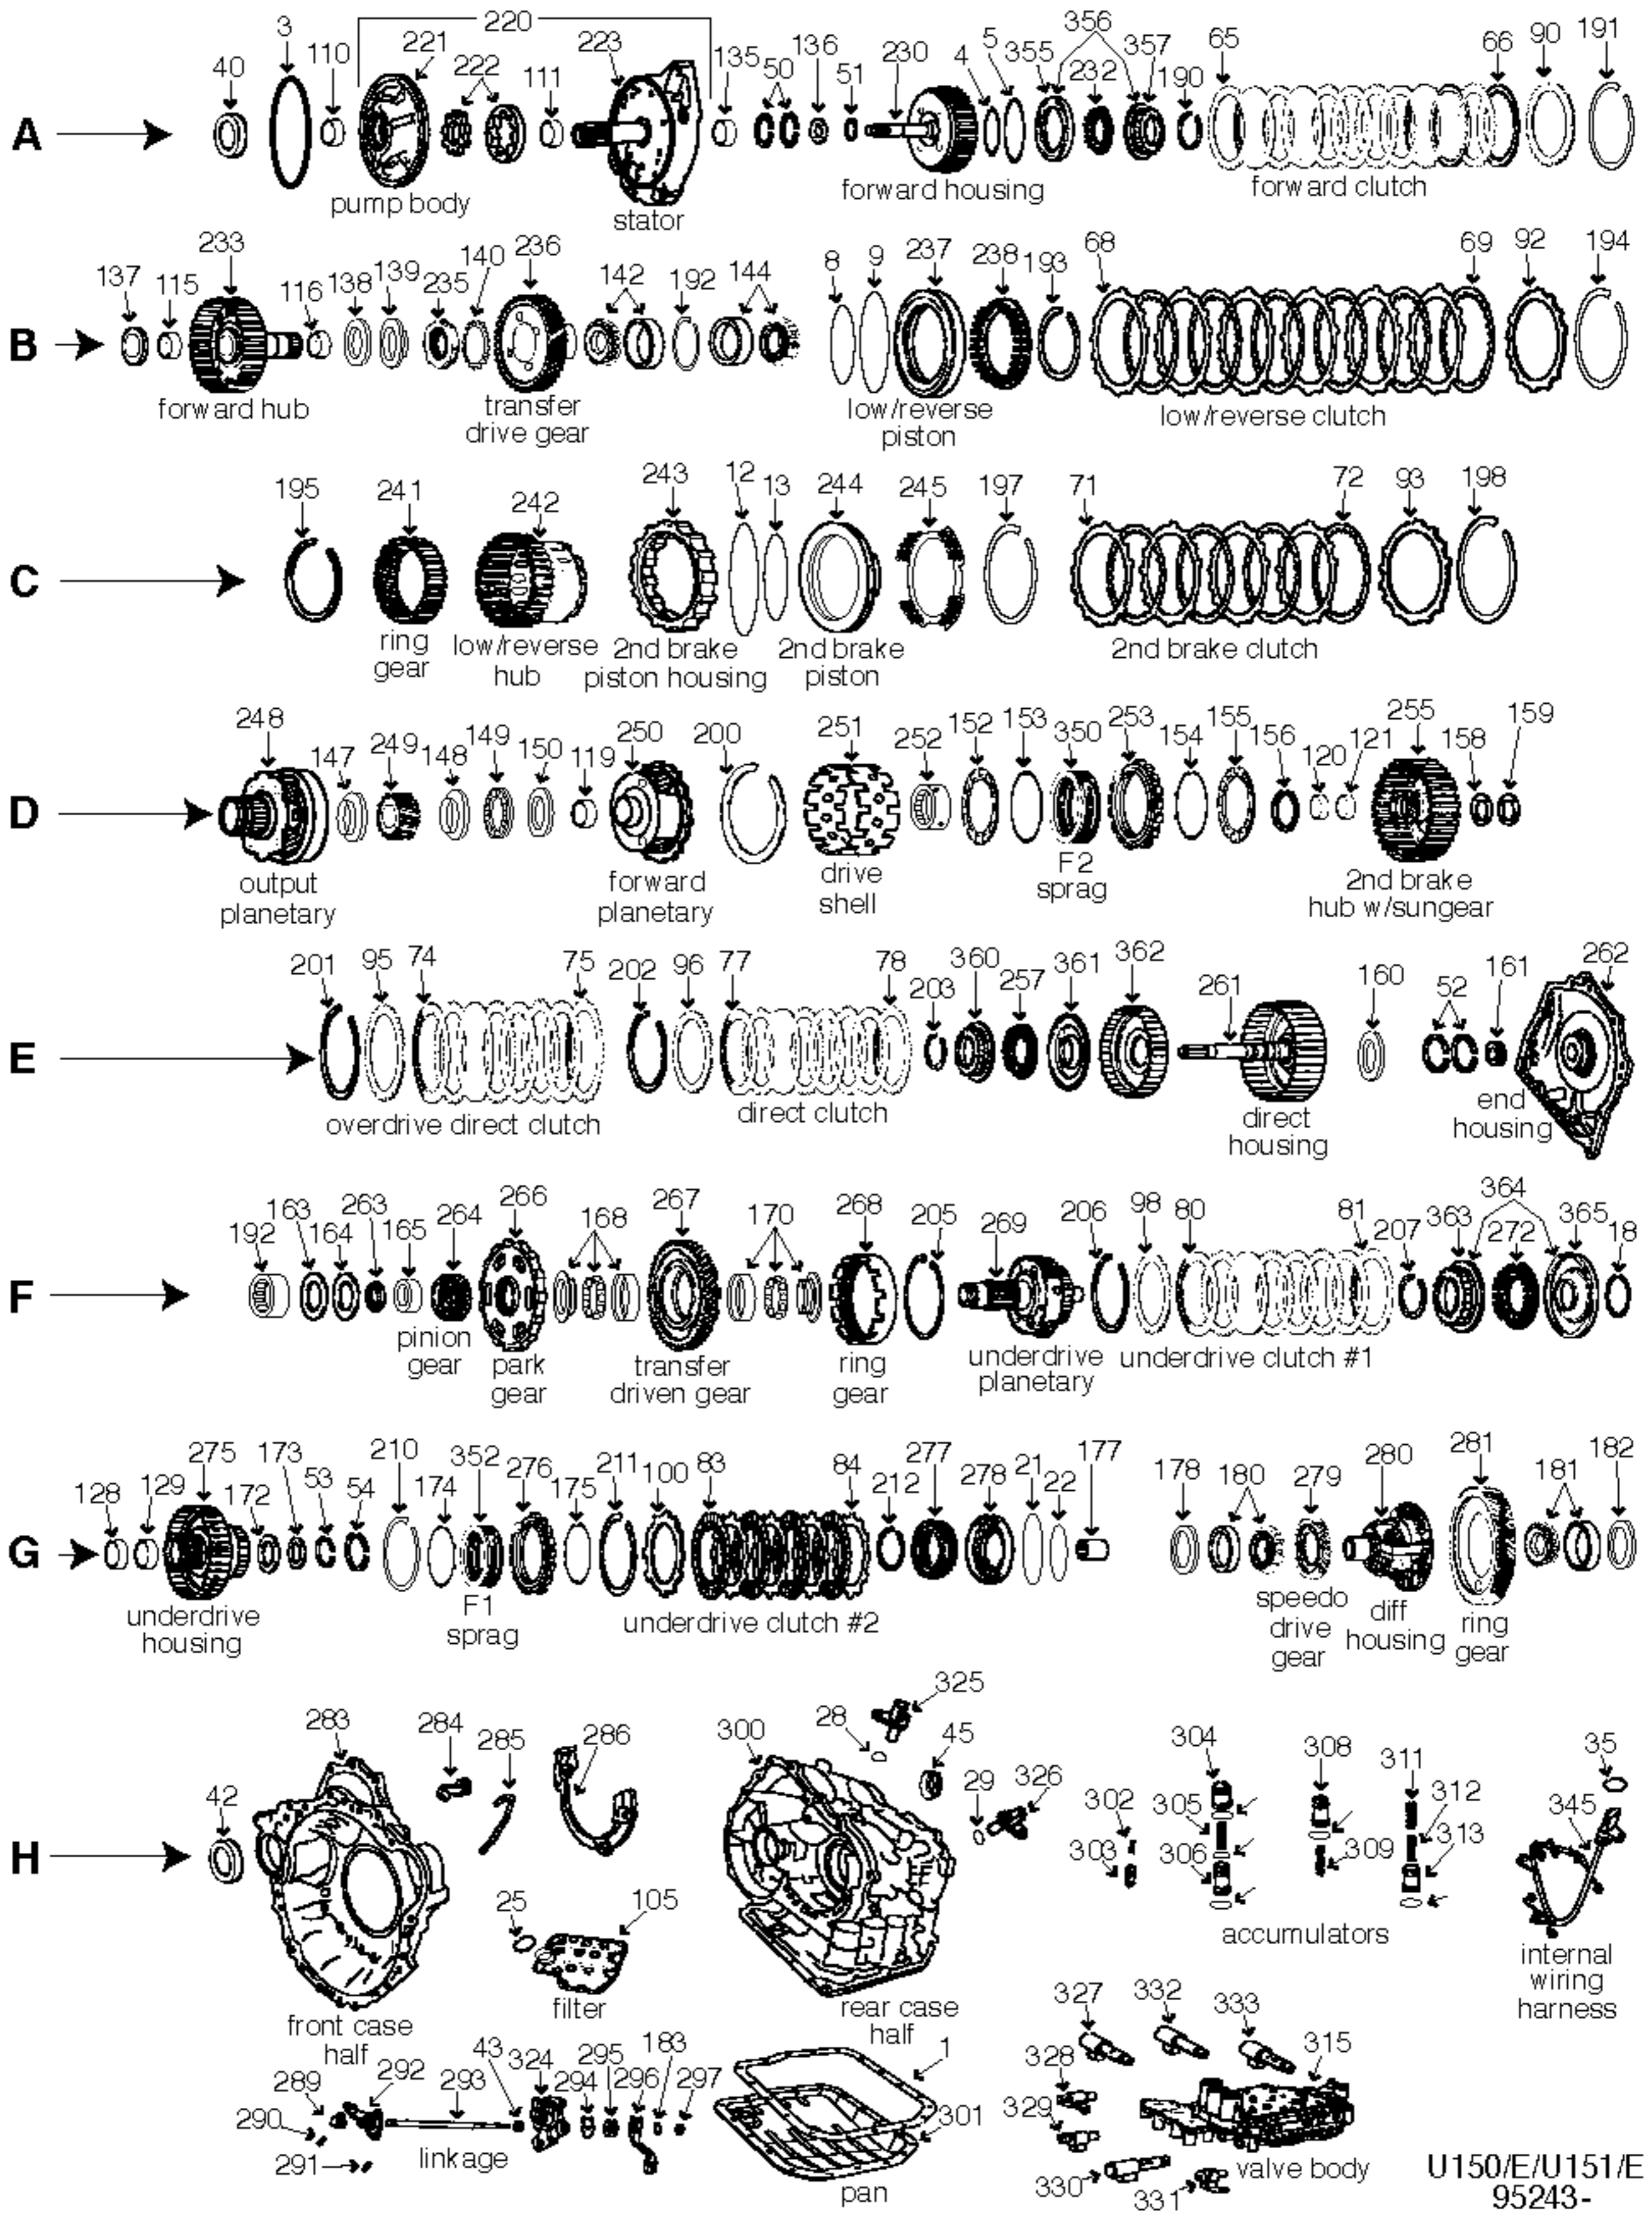 A
40
3
110
220
221
222
111
223
135
50
136
51
230
4
5
355
356
232
357
190
65
66
90
191
pump body
stator
forward housing
forward clutch
B
137
115
233
116
138
139
235
140
236
142
192
144
8
9
237
238
193
68
69
92
194
forward hub
transfer
drive gear
low/reverse
piston
low/reverse clutch
C
195
241
242
243
12
13
244
245
197
71
72
93
198
ring
gear
low/reverse
hub
2nd brake
piston housing
2nd brake
piston
2nd brake clutch
D
248
147
249
148
149
150
119
250
200
251
252
152
153
350
253
154
155
156
120
121
255
158
159
output
planetary
forward
planetary
drive
shell
F2
sprag
2nd brake
hub w/sungear
E
201
95
74
75
202
96
77
78
203
360
257
361
362
261
160
52
161
262
overdrive direct clutch
direct clutch
direct
housing
end
housing
F
192
163
164
263
165
264
266
168
267
170
268
205
269
206
98
80
81
207
363
364
272
365
18
pinion
gear
park
gear
transfer
driven gear
ring
gear
underdrive
planetary
underdrive clutch #1
G
128
129
275
172
173
53
54
210
174
352
276
175
211
100
83
84
212
277
278
21
22
177
178
180
279
280
281
181
182
underdrive
housing
F1
sprag
underdrive clutch #2
speedo
drive
gear
diff
housing
ring
gear
H
42
283
284
285
286
25
105
300
28
325
45
29
326
302
303
304
305
306
308
309
311
312
313
35
345
front case
half
filter
rear case
half
accumulators
internal
wiring
harness
289
290
291
292
293
43
324
294
295
296
183
297
1
301
327
328
329
330
331
332
333
315
linkage
pan
valve body
U150/E/U151/E
95243-